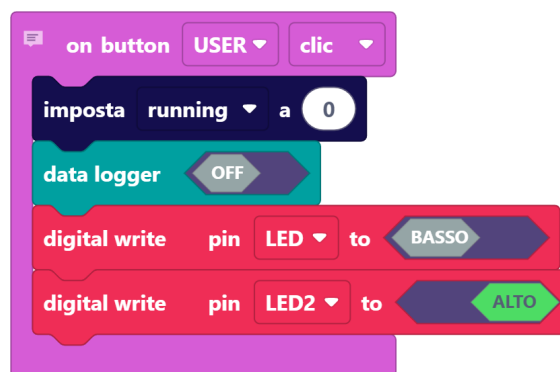 on button USER clic
imposta running a 0
data logger OFF
digital write pin LED to BASSO
digital write pin LED2 to ALTO